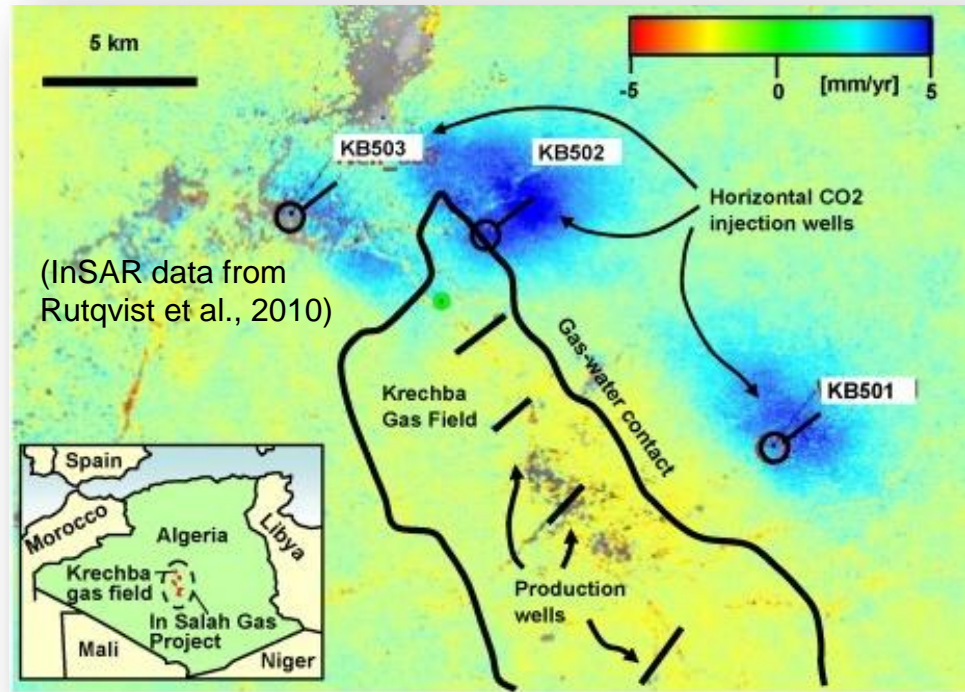 5 km
-5
0
[mm/yr]
5
KB503
KB502
Horizontal CO2
injection wells
(InSAR data from
Rutqvist et al., 2010)
Gas-water contact
Krechba
Gas Field
KB501
Production
wells
Spain
Morocco
Algeria
Libya
Krechba
gas field
In Salah Gas
Project
Mali
Niger